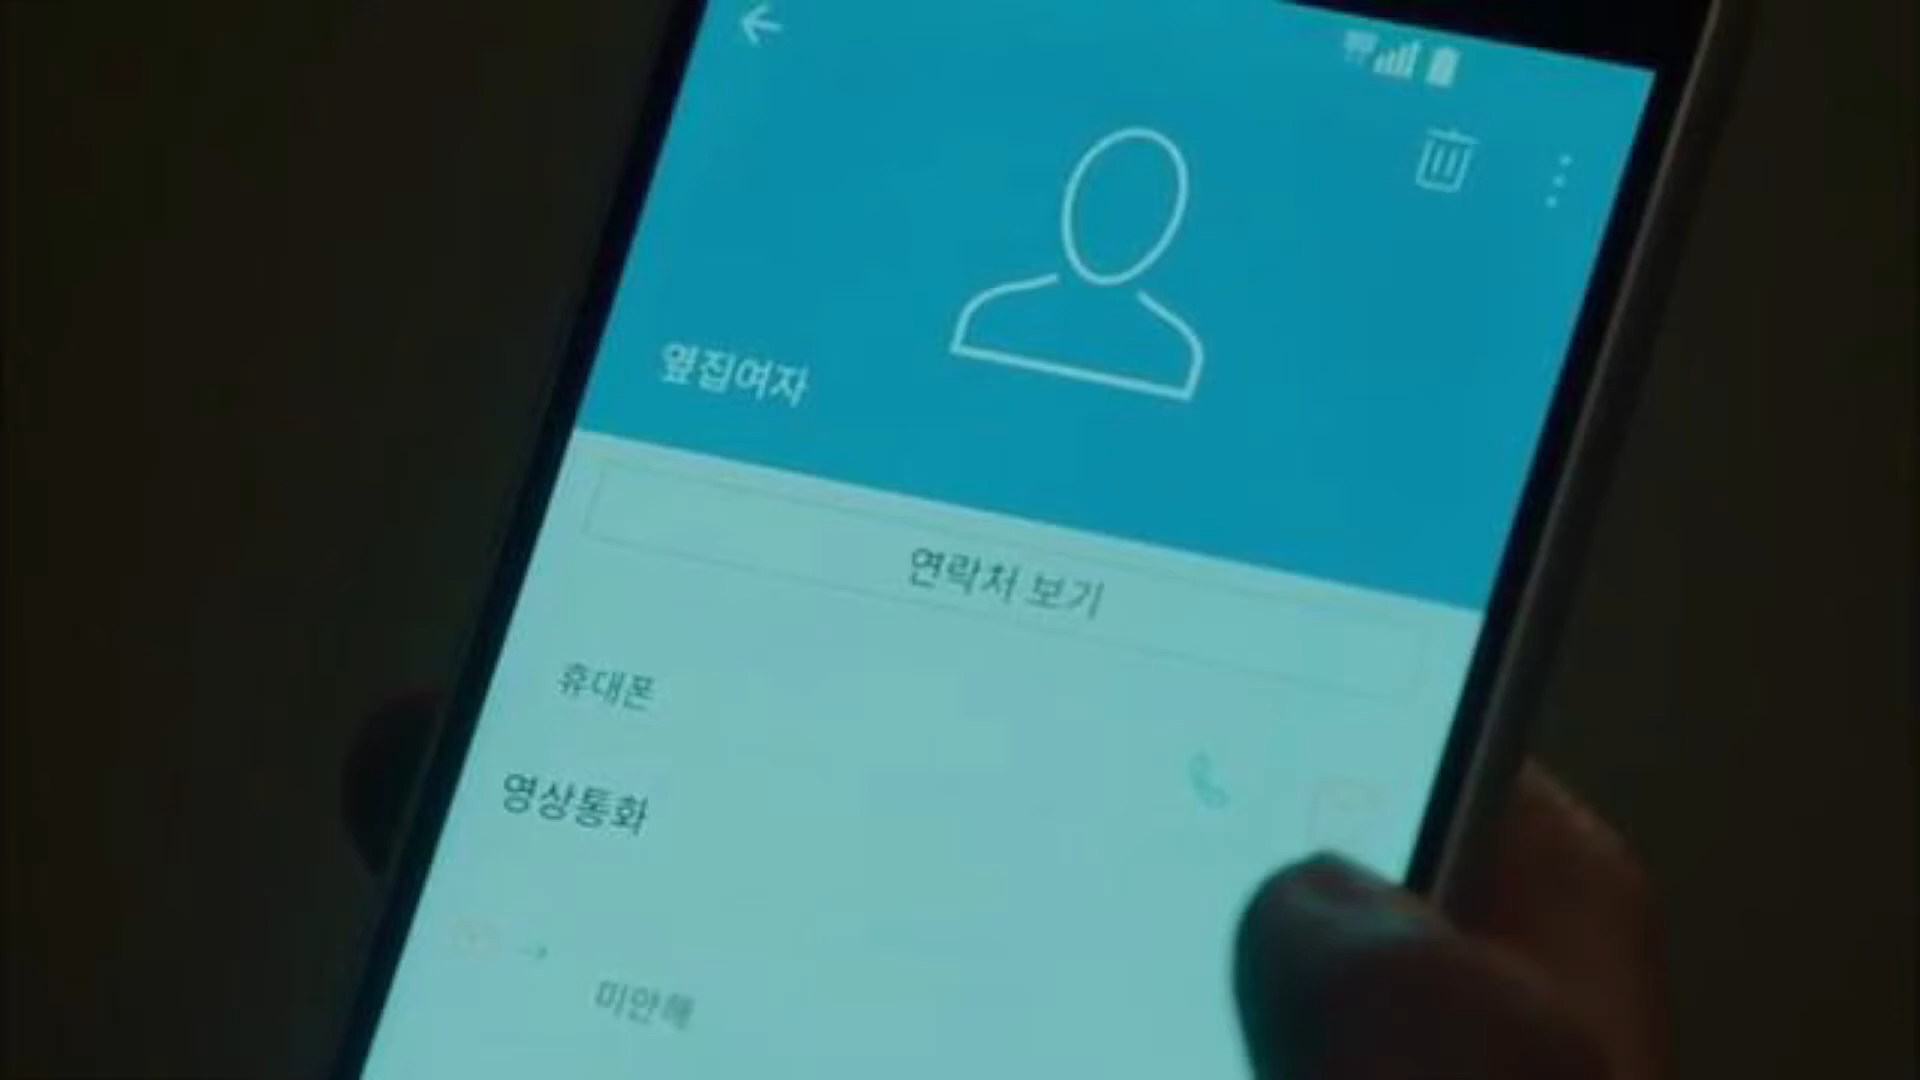 옆집여자
연락처 보기
휴대폰
영상통화
미안해